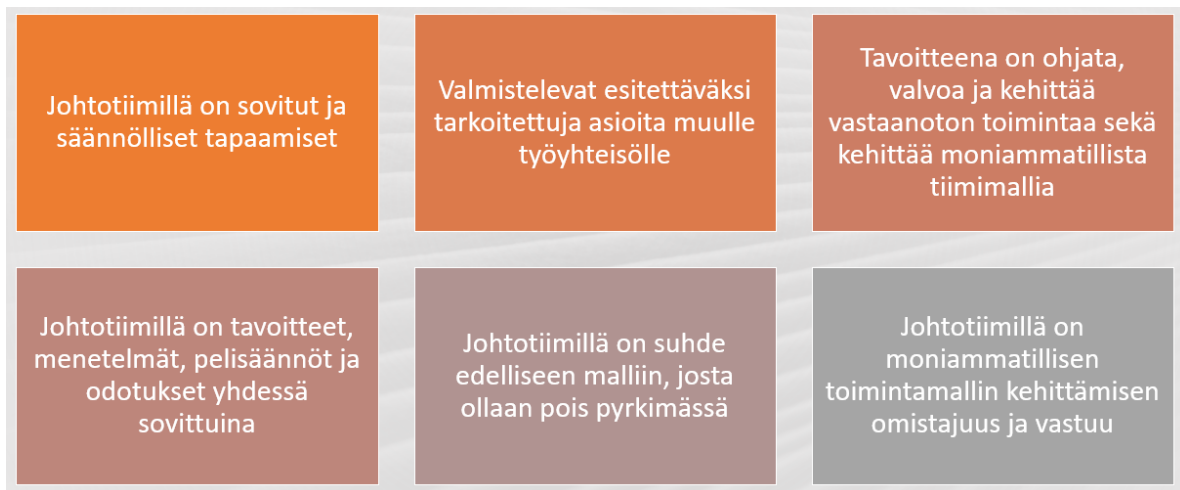 Johtotiimillä on sovitut ja
säännölliset tapaamiset
Valmistelevat esitettäväksi
tarkoitettuja asioita muulle
työyhteisölle
Tavoitteena on ohjata,
valvoa ja kehittää
vastaanoton toimintaa sekä
kehittää moniammatillista
tiimimallia
Johtotiimillä on tavoitteet,
menetelmät, pelisäännöt ja
odotukset yhdessä
sovittuina
Johtotiimillä on suhde
edelliseen malliin, josta
ollaan pois pyrkimässä
Johtotiimillä on
moniammatillisen
toimintamallin kehittämisen
omistajuus ja vastuu